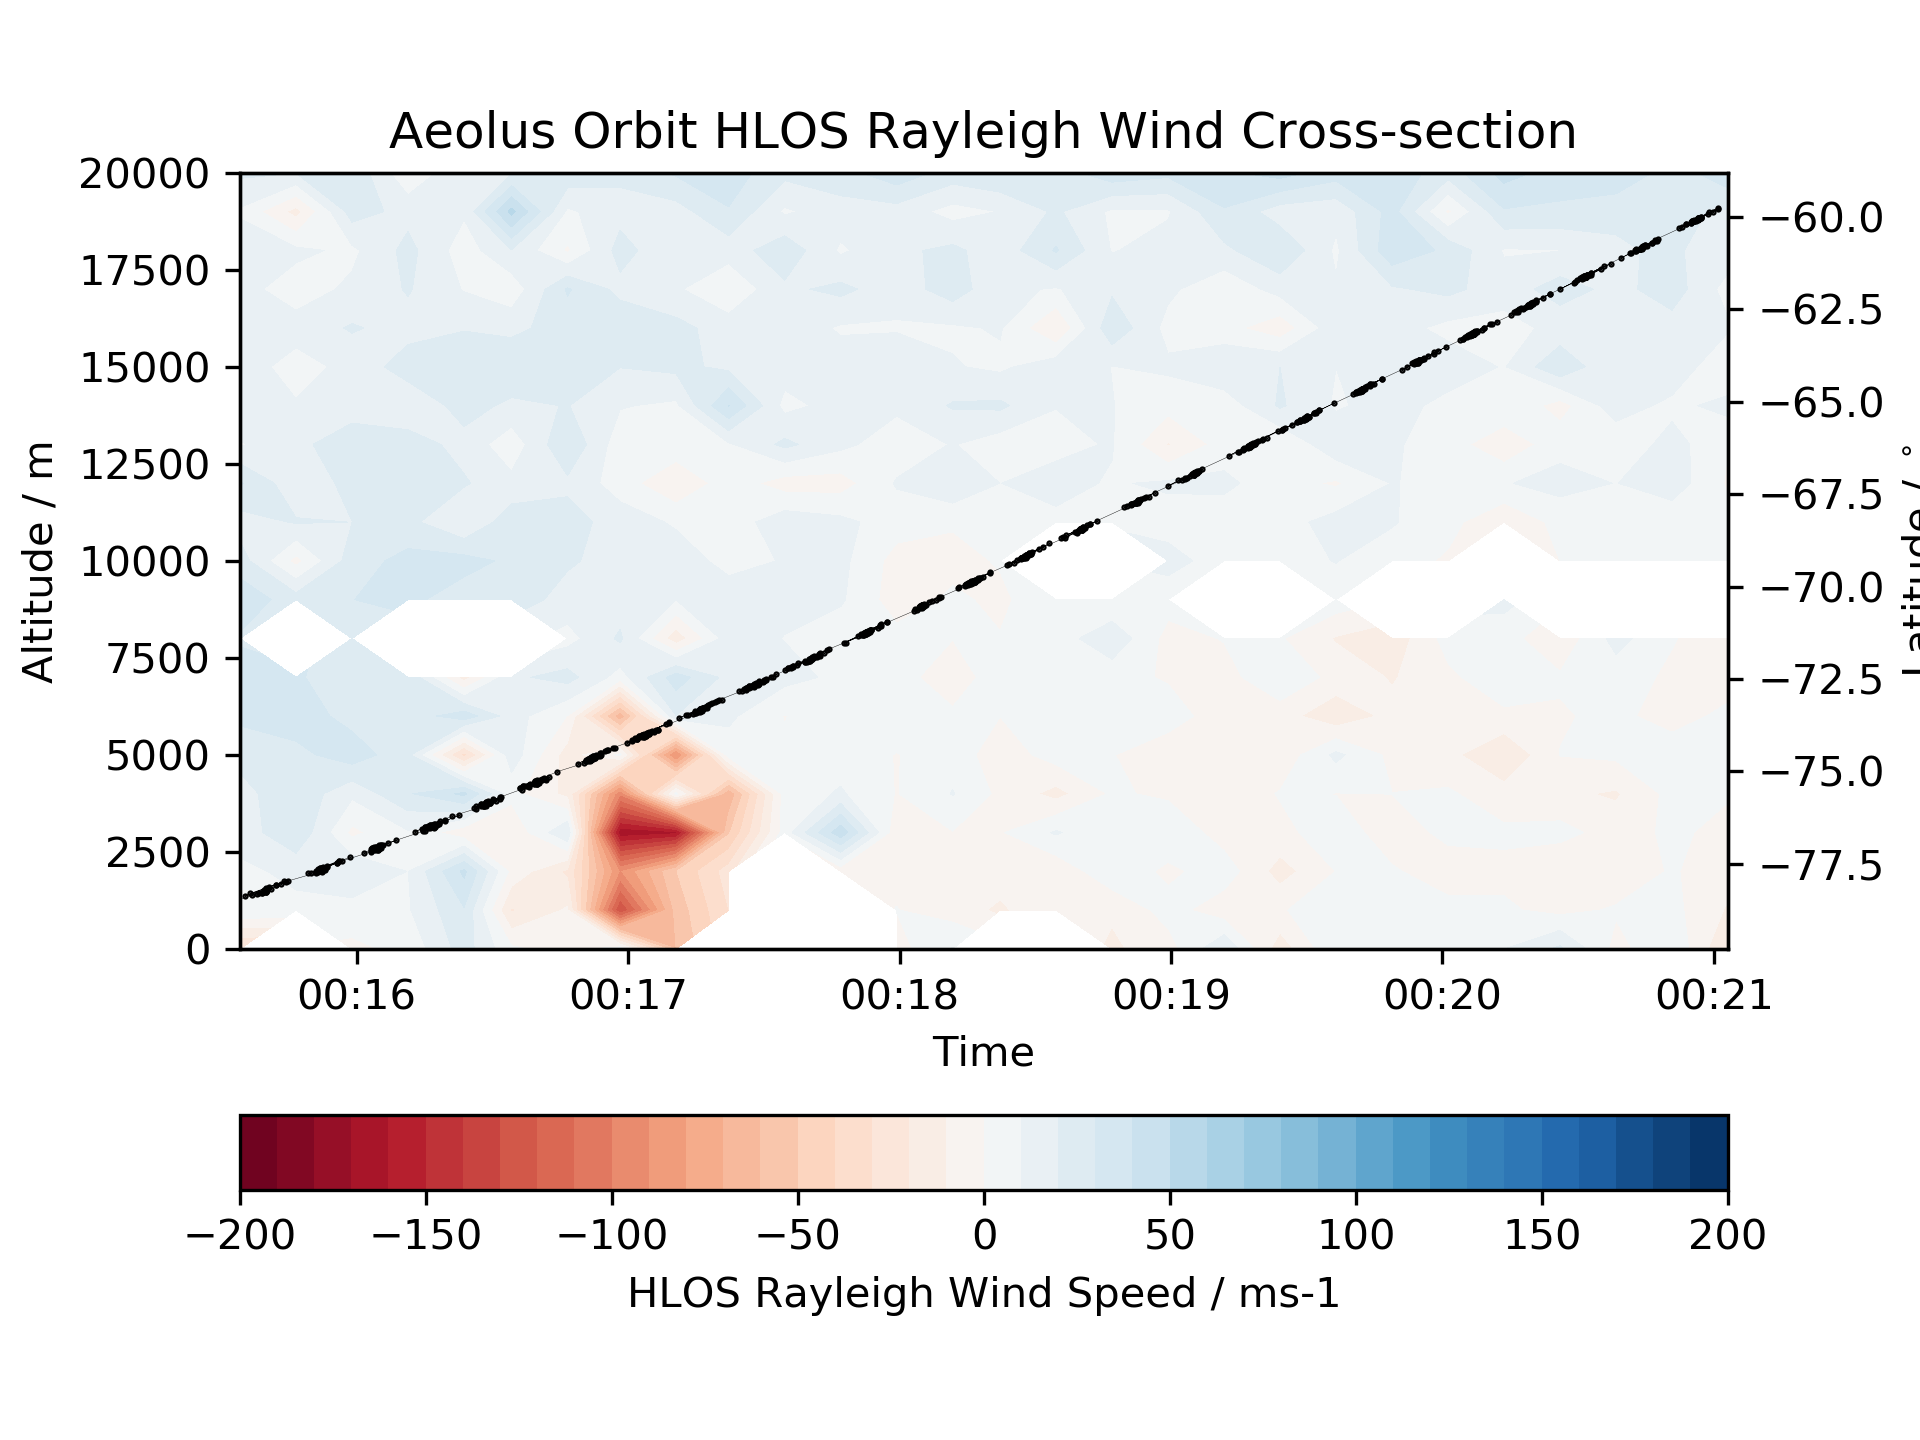 Aeolus Orbit HLOS Rayleigh Wind Cross-section
20000
17500
15000
12500
10000
7500
5000
2500
0
Altitude / m
−60.0
−62.5
−65.0
−67.5
−70.0
−72.5
−75.0
−77.5
Latitude / °
00:16 00:17 00:18 00:19 00:20 00:21
Time
−200 −150 −100 −50 0 50 100 150 200
HLOS Rayleigh Wind Speed / ms-1